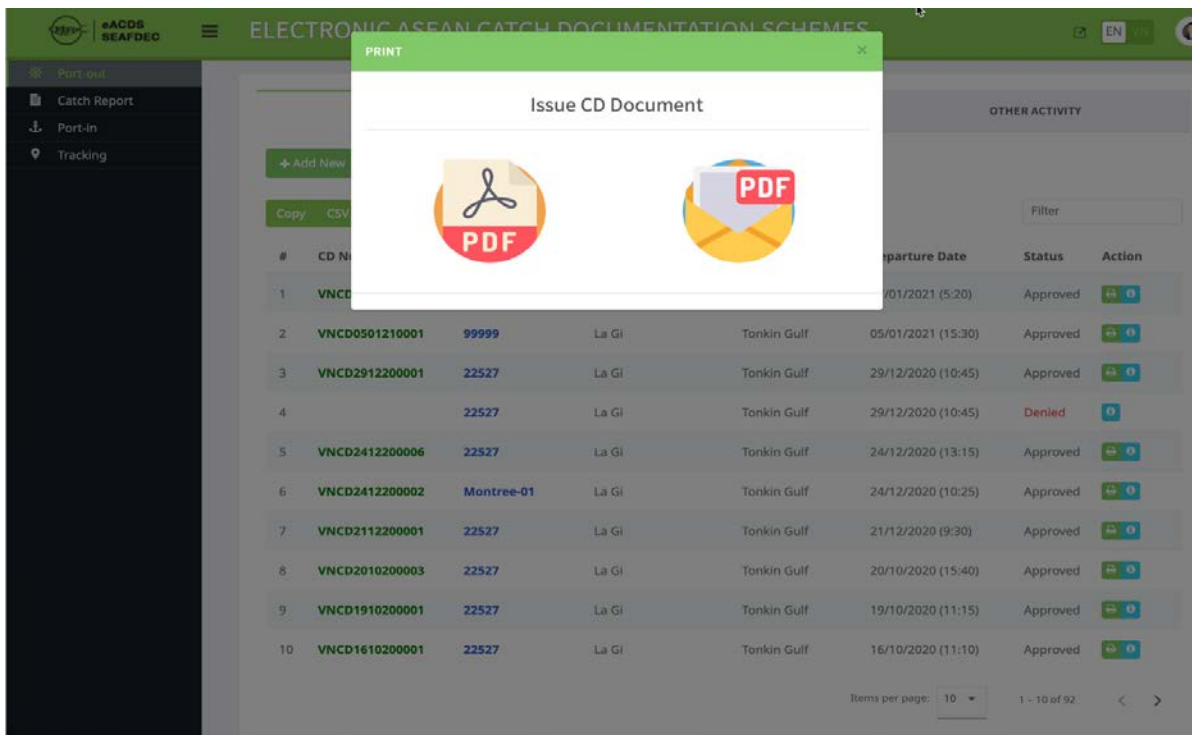 eACDS
SEAFDEC
ELECTRONIC ASEAN CATCH DOCUMENTATION SCHEMES
EN VN
Port-out
Catch Report
Port-in
Tracking
PRINT ×
Issue CD Document
PDF
PDF
OTHER ACTIVITY
+ Add New
Copy CSV
Filter
# CD Departure Date Status Action
1 VNCD /01/2021 (5:20) Approved
2 VNCD0501210001 99999 La Gi Tonkin Gulf 05/01/2021 (15:30) Approved
3 VNCD2912200001 22527 La Gi Tonkin Gulf 29/12/2020 (10:45) Approved
4 22527 La Gi Tonkin Gulf 29/12/2020 (10:45) Denied
5 VNCD2412200006 22527 La Gi Tonkin Gulf 24/12/2020 (13:15) Approved
6 VNCD2412200002 Montree-01 La Gi Tonkin Gulf 24/12/2020 (10:25) Approved
7 VNCD2112200001 22527 La Gi Tonkin Gulf 21/12/2020 (9:30) Approved
8 VNCD2010200003 22527 La Gi Tonkin Gulf 20/10/2020 (15:40) Approved
9 VNCD1910200001 22527 La Gi Tonkin Gulf 19/10/2020 (11:15) Approved
10 VNCD1610200001 22527 La Gi Tonkin Gulf 16/10/2020 (11:10) Approved
Items per page: 10 1 - 10 of 92 < >